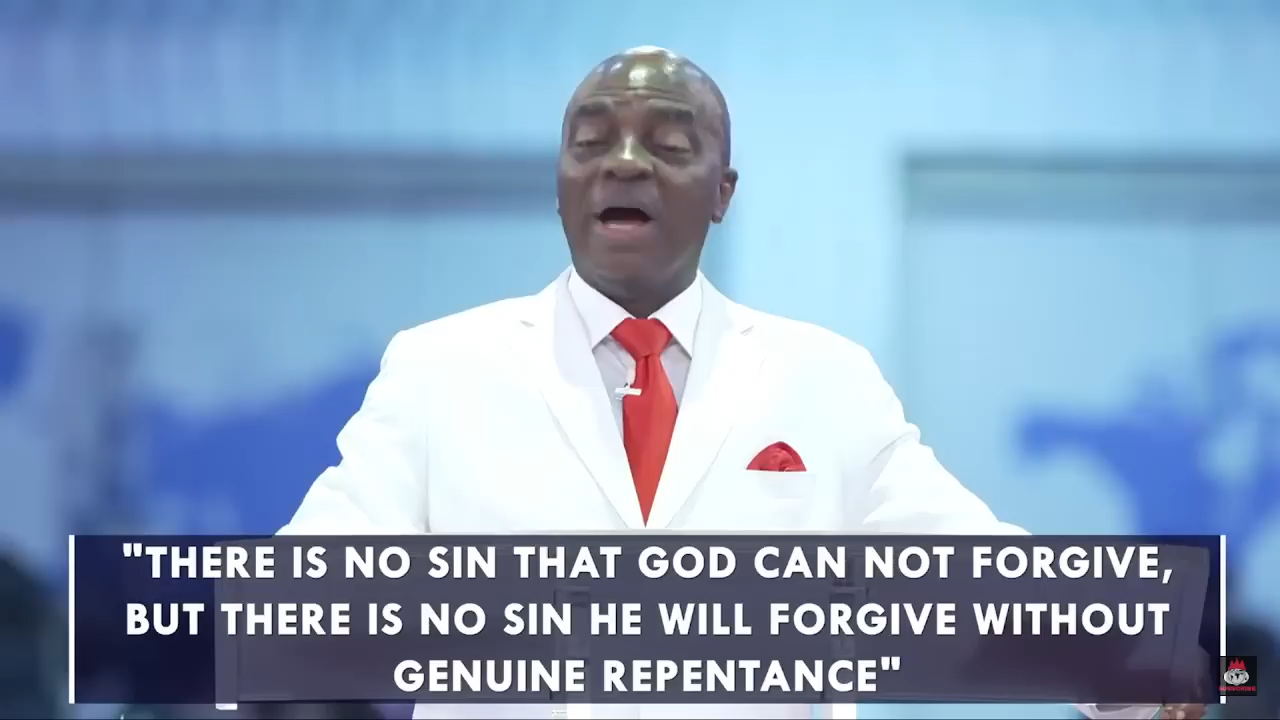 "THERE IS NO SIN THAT GOD CAN NOT FORGIVE,
BUT THERE IS NO SIN HE WILL FORGIVE WITHOUT
GENUINE REPENTANCE"
SUBSCRIBE